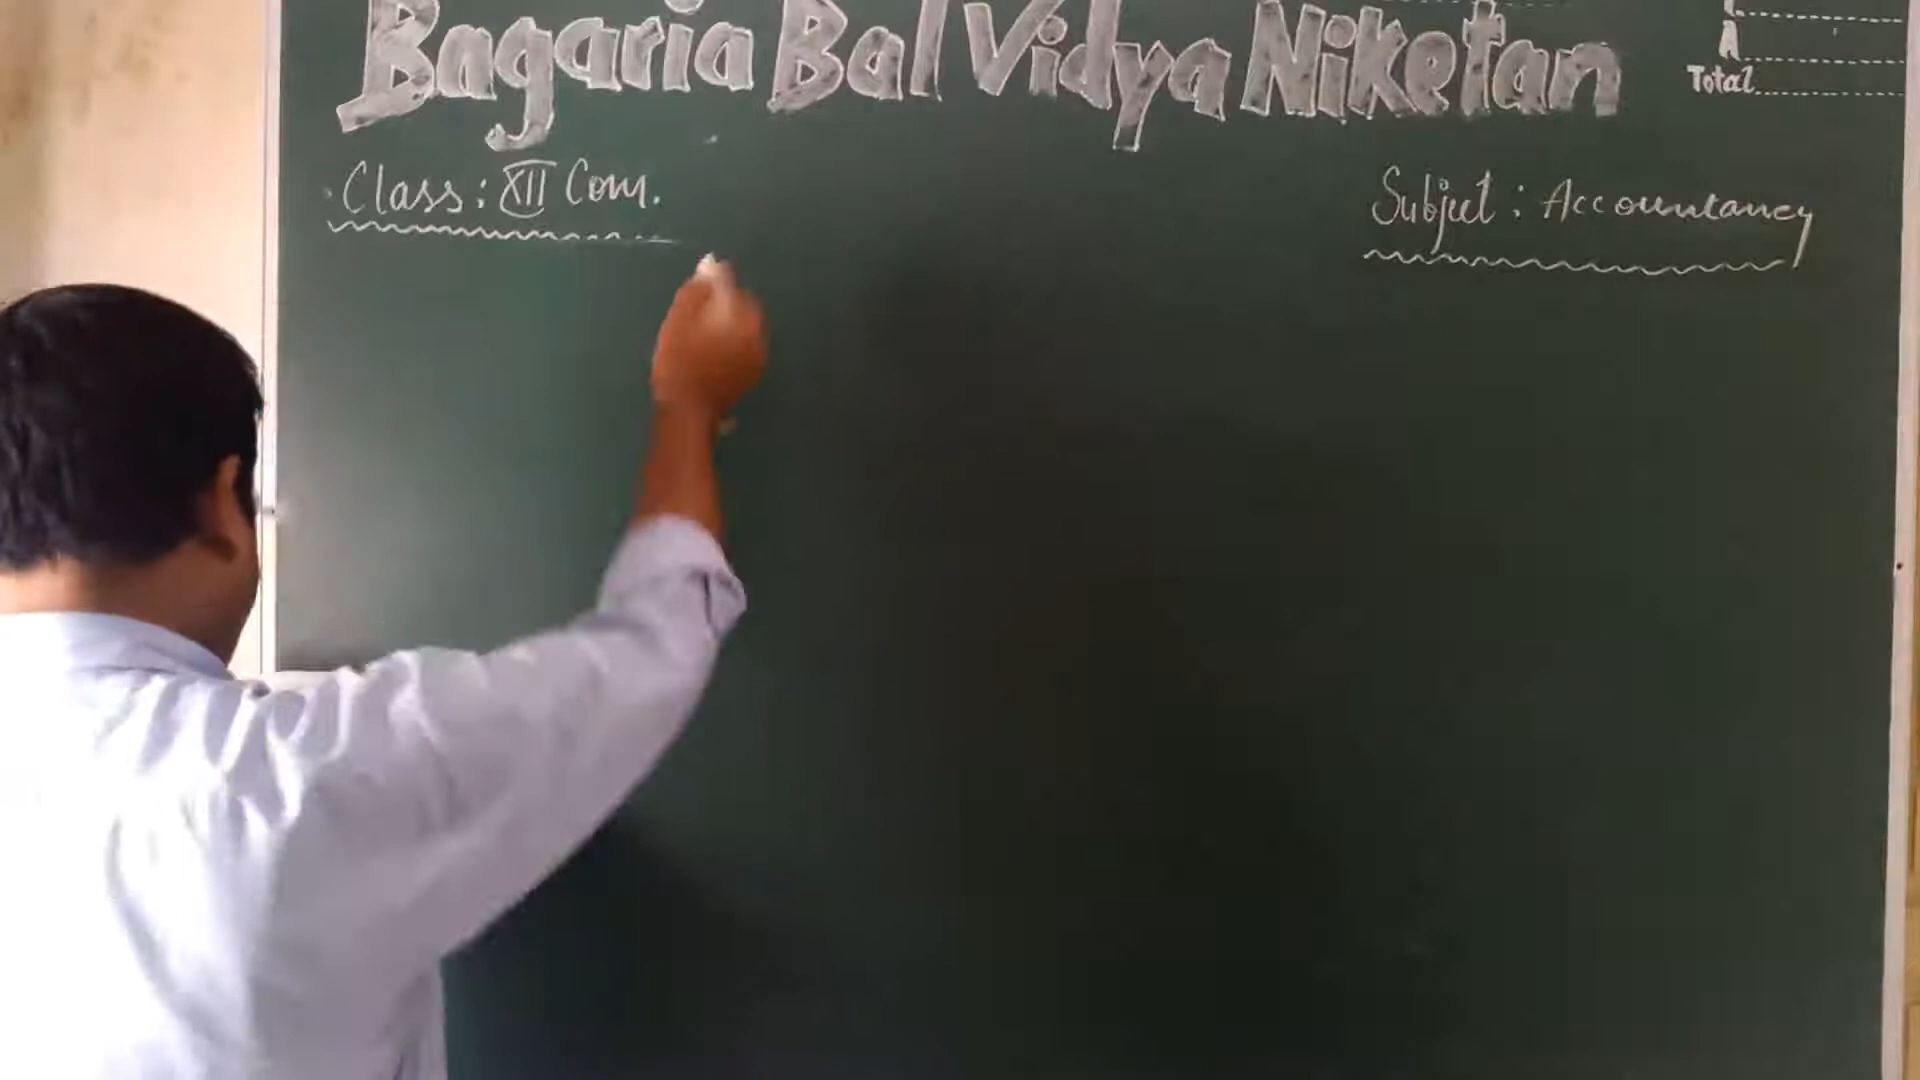 Bagaria Bal Vidya Niketan
A
Total
Class: XII Com.
Subject: Accountancy